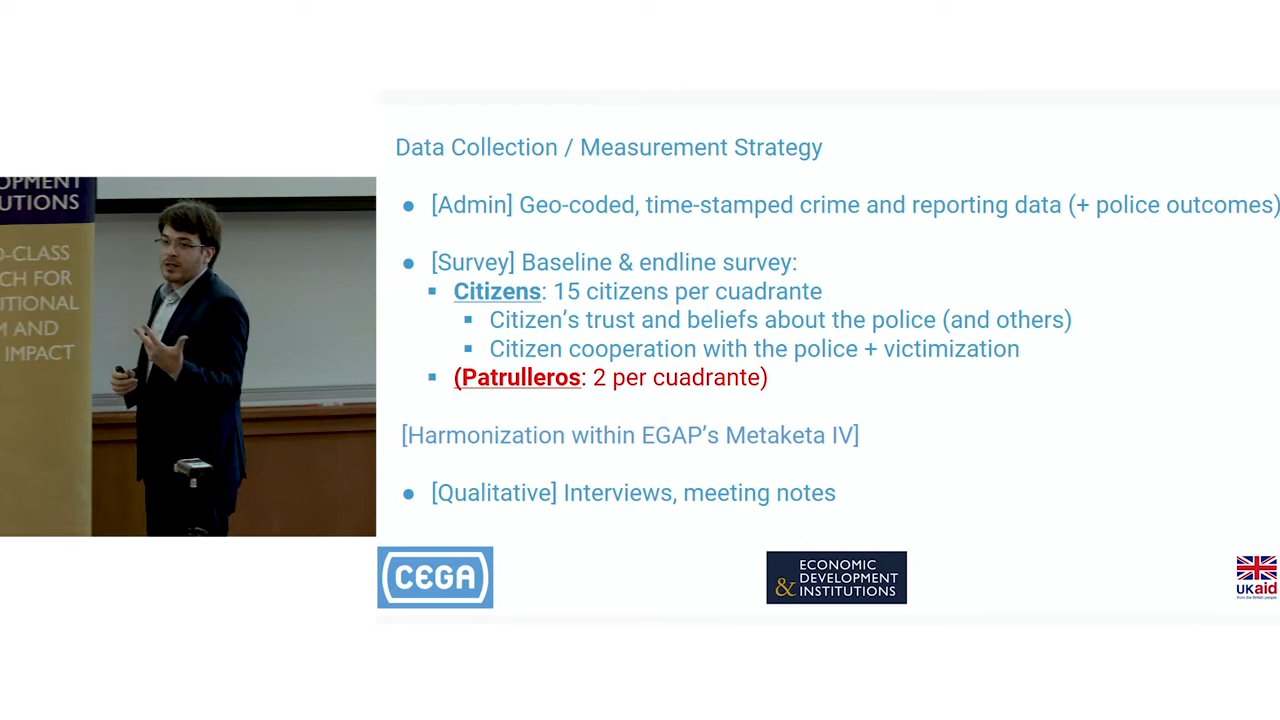 OPMENT
UTIONS
O-CLASS
CH FOR
UTIONAL
M AND
IMPACT
Data Collection / Measurement Strategy
● [Admin] Geo-coded, time-stamped crime and reporting data (+ police outcomes)
● [Survey] Baseline & endline survey:
▪ Citizens: 15 citizens per cuadrante
▪ Citizen’s trust and beliefs about the police (and others)
▪ Citizen cooperation with the police + victimization
▪ (Patrulleros: 2 per cuadrante)
[Harmonization within EGAP’s Metaketa IV]
● [Qualitative] Interviews, meeting notes
CEGA
ECONOMIC
DEVELOPMENT
& INSTITUTIONS
UKaid
from the British people